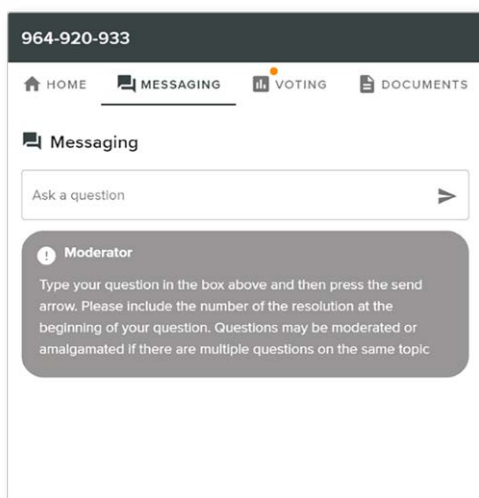 964-920-933
HOME MESSAGING VOTING DOCUMENTS
Messaging
Ask a question
Moderator
Type your question in the box above and then press the send
arrow. Please include the number of the resolution at the
beginning of your question. Questions may be moderated or
amalgamated if there are multiple questions on the same topic